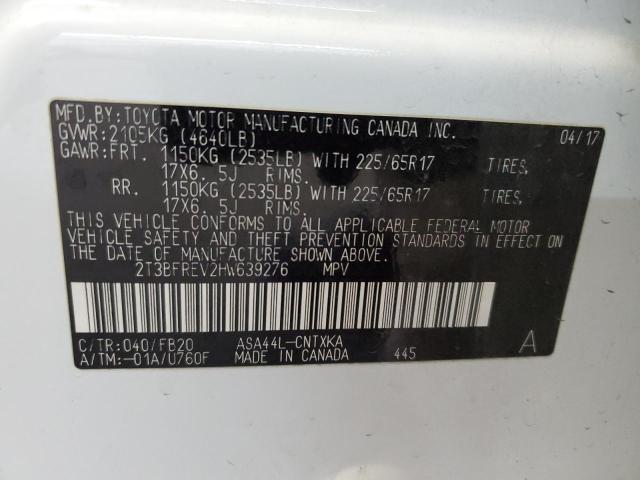 MFD.BY:TOYOTA MOTOR MANUFACTURING CANADA INC.
GVWR:2105KG (4640LB) 04/17
GAWR:FRT. 1150KG (2535LB) WITH 225/65R17 TIRES,
17X6.5J RIMS.
RR. 1150KG (2535LB) WITH 225/65R17 TIRES,
17X6.5J RIMS.
THIS VEHICLE CONFORMS TO ALL APPLICABLE FEDERAL MOTOR
VEHICLE SAFETY AND THEFT PREVENTION STANDARDS IN EFFECT ON
THE DATE OF MANUFACTURE SHOWN ABOVE.
2T3BFREV2HW639276 MPV
C/TR:040/FB20 ASA44L-CNTXKA
A/TM:-01A/U760F MADE IN CANADA 445 A